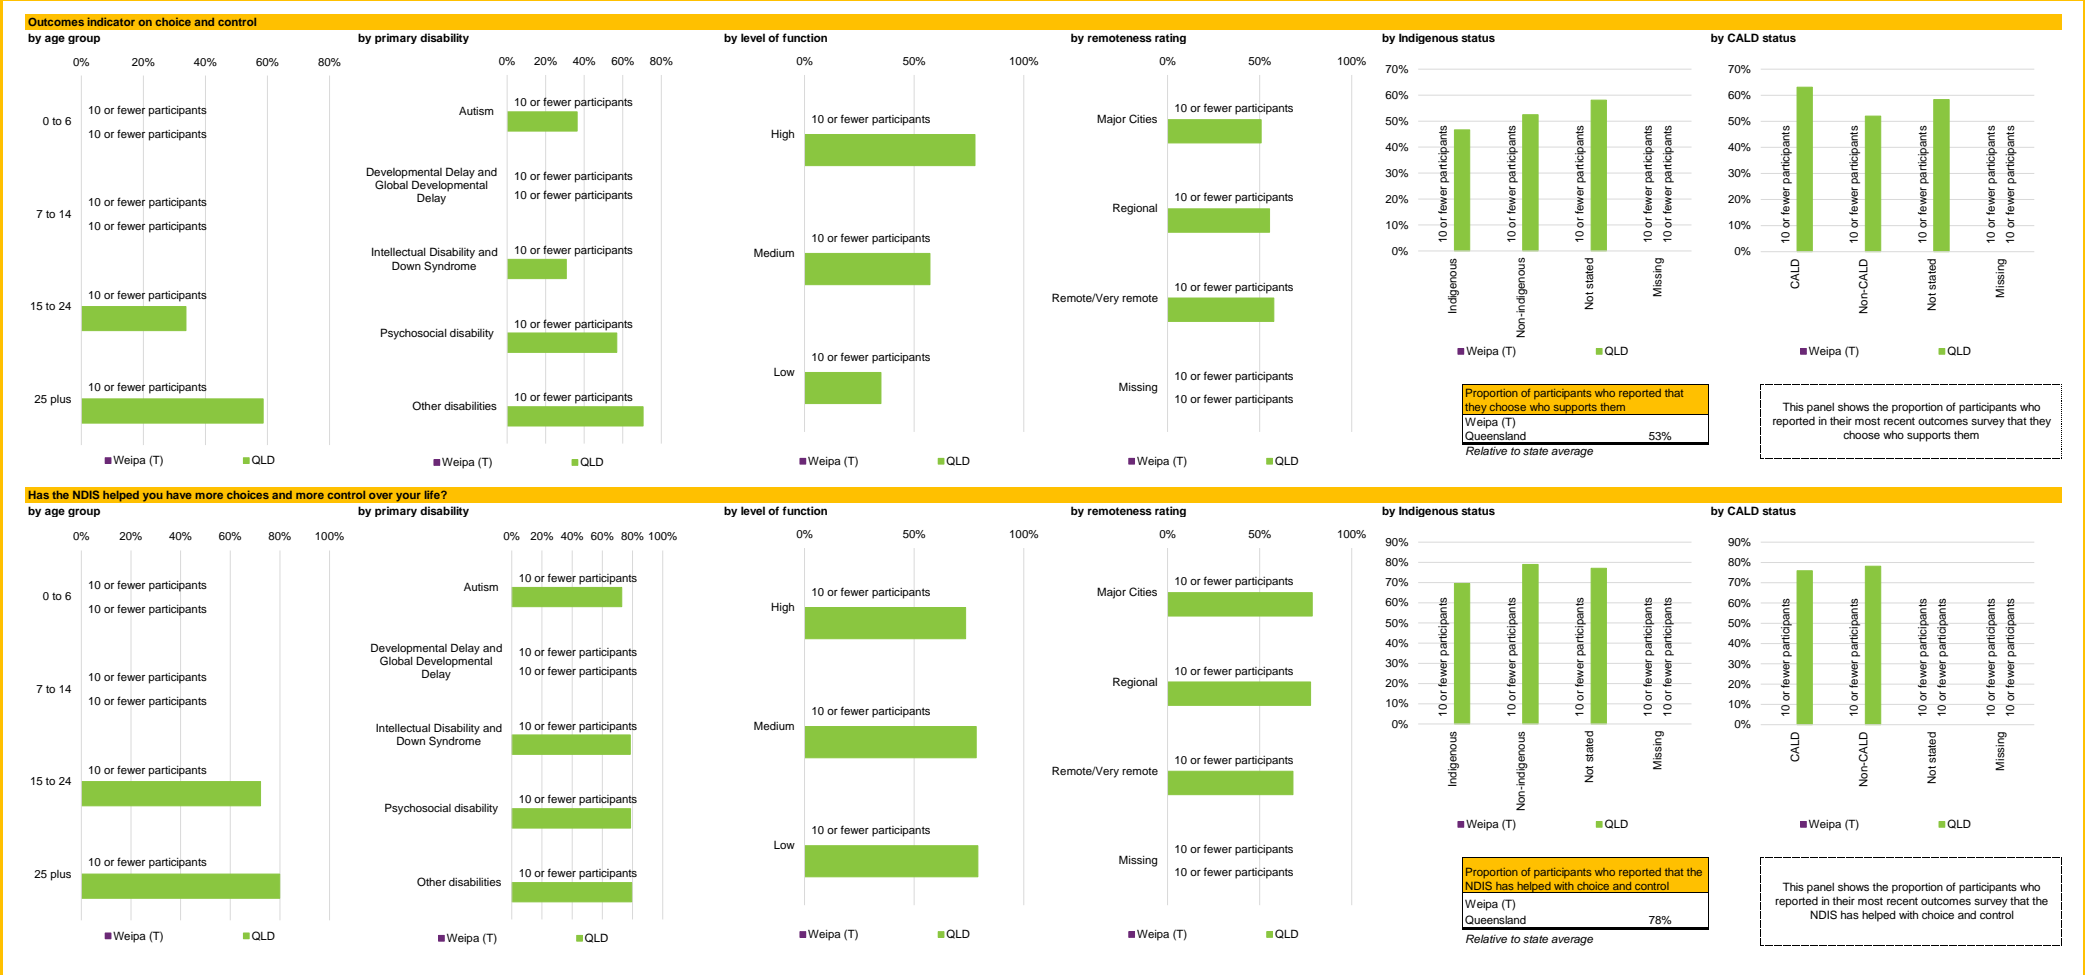 Outcomes indicator on choice and control
by age group
0% 20% 40% 60% 80%
0 to 6
10 or fewer participants
10 or fewer participants
7 to 14
10 or fewer participants
10 or fewer participants
15 to 24
10 or fewer participants
25 plus
10 or fewer participants
Weipa (T) QLD
by primary disability
0% 20% 40% 60% 80%
Autism
10 or fewer participants
Developmental Delay and
Global Developmental
Delay
10 or fewer participants
10 or fewer participants
Intellectual Disability and
Down Syndrome
10 or fewer participants
Psychosocial disability
10 or fewer participants
Other disabilities
10 or fewer participants
Weipa (T) QLD
by level of function
0% 50% 100%
High
10 or fewer participants
Medium
10 or fewer participants
Low
10 or fewer participants
Weipa (T) QLD
by remoteness rating
0% 50% 100%
Major Cities
10 or fewer participants
Regional
10 or fewer participants
Remote/Very remote
10 or fewer participants
Missing
10 or fewer participants
10 or fewer participants
Weipa (T) QLD
by Indigenous status
70%
60%
50%
40%
30%
20%
10%
0%
10 or fewer participants
10 or fewer participants
10 or fewer participants
10 or fewer participants
10 or fewer participants
Indigenous
Non-indigenous
Not stated
Missing
Weipa (T) QLD
by CALD status
70%
60%
50%
40%
30%
20%
10%
0%
10 or fewer participants
10 or fewer participants
10 or fewer participants
10 or fewer participants
10 or fewer participants
CALD
Non-CALD
Not stated
Missing
Weipa (T) QLD
Proportion of participants who reported that
they choose who supports them
Weipa (T)
Queensland 53%
Relative to state average
This panel shows the proportion of participants who
reported in their most recent outcomes survey that they
choose who supports them
Has the NDIS helped you have more choices and more control over your life?
by age group
0% 20% 40% 60% 80% 100%
0 to 6
10 or fewer participants
10 or fewer participants
7 to 14
10 or fewer participants
10 or fewer participants
15 to 24
10 or fewer participants
25 plus
10 or fewer participants
Weipa (T) QLD
by primary disability
0% 20% 40% 60% 80% 100%
Autism
10 or fewer participants
Developmental Delay and
Global Developmental
Delay
10 or fewer participants
10 or fewer participants
Intellectual Disability and
Down Syndrome
10 or fewer participants
Psychosocial disability
10 or fewer participants
Other disabilities
10 or fewer participants
Weipa (T) QLD
by level of function
0% 50% 100%
High
10 or fewer participants
Medium
10 or fewer participants
Low
10 or fewer participants
Weipa (T) QLD
by remoteness rating
0% 50% 100%
Major Cities
10 or fewer participants
Regional
10 or fewer participants
Remote/Very remote
10 or fewer participants
Missing
10 or fewer participants
10 or fewer participants
Weipa (T) QLD
by Indigenous status
90%
80%
70%
60%
50%
40%
30%
20%
10%
0%
10 or fewer participants
10 or fewer participants
10 or fewer participants
10 or fewer participants
10 or fewer participants
Indigenous
Non-indigenous
Not stated
Missing
Weipa (T) QLD
by CALD status
90%
80%
70%
60%
50%
40%
30%
20%
10%
0%
10 or fewer participants
10 or fewer participants
10 or fewer participants
10 or fewer participants
10 or fewer participants
10 or fewer participants
CALD
Non-CALD
Not stated
Missing
Weipa (T) QLD
Proportion of participants who reported that the
NDIS has helped with choice and control
Weipa (T)
Queensland 78%
Relative to state average
This panel shows the proportion of participants who
reported in their most recent outcomes survey that the
NDIS has helped with choice and control